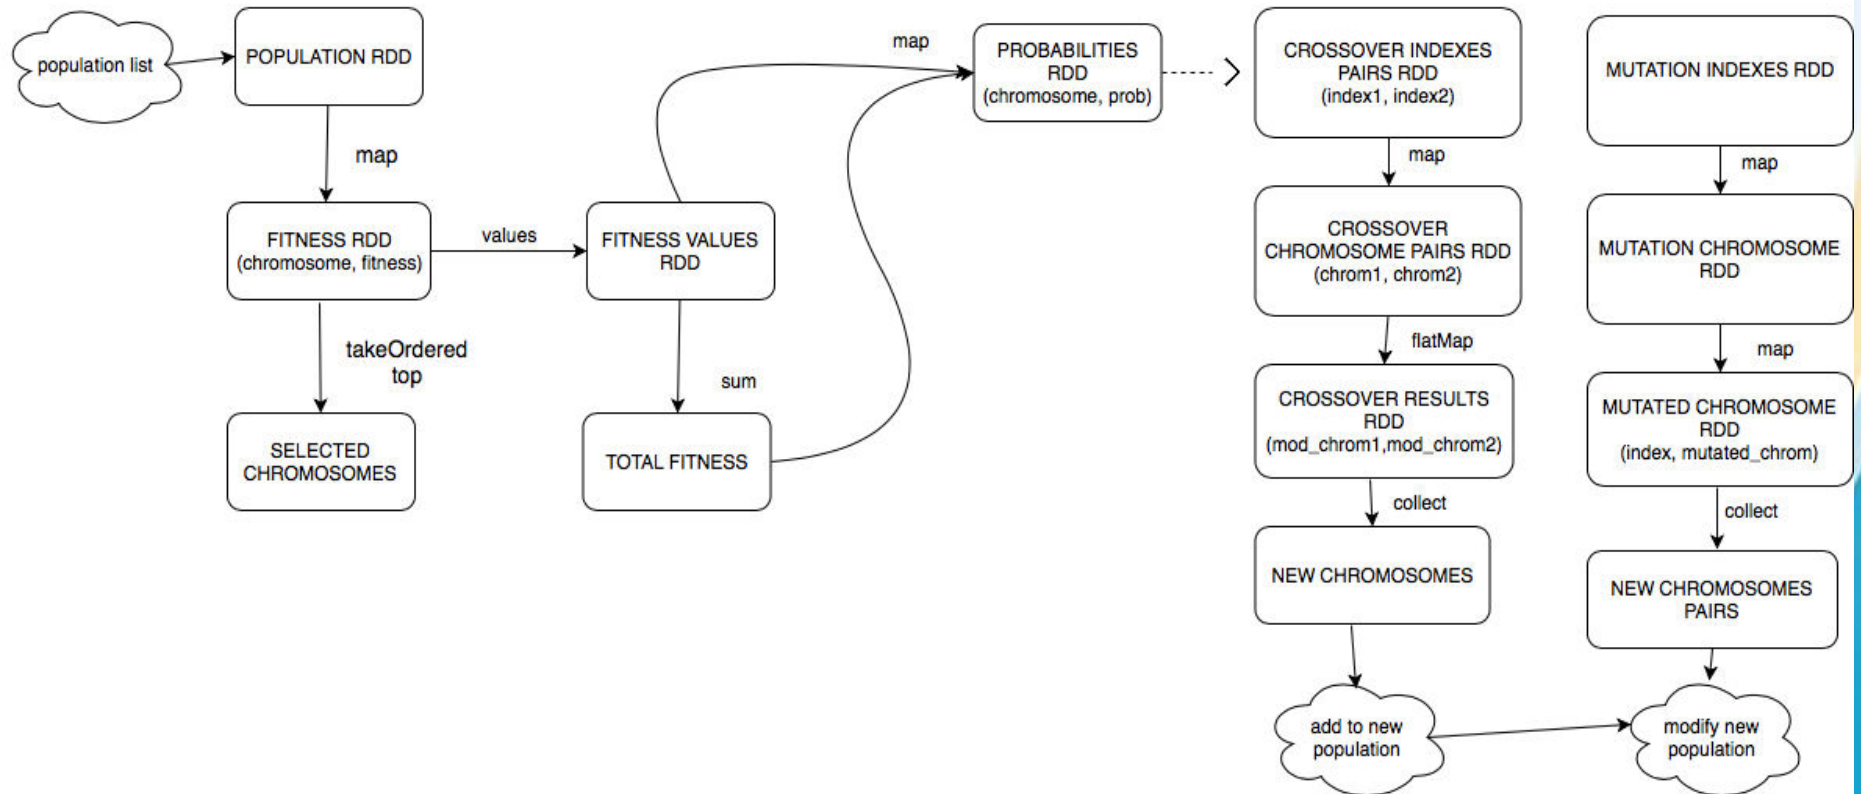 population list
POPULATION RDD
map
FITNESS RDD
(chromosome, fitness)
values
takeOrdered
top
SELECTED
CHROMOSOMES
FITNESS VALUES
RDD
sum
TOTAL FITNESS
map
PROBABILITIES
RDD
(chromosome, prob)
CROSSOVER INDEXES
PAIRS RDD
(index1, index2)
map
CROSSOVER
CHROMOSOME PAIRS RDD
(chrom1, chrom2)
flatMap
CROSSOVER RESULTS
RDD
(mod_chrom1,mod_chrom2)
collect
NEW CHROMOSOMES
add to new
population
MUTATION INDEXES RDD
map
MUTATION CHROMOSOME
RDD
map
MUTATED CHROMOSOME
RDD
(index, mutated_chrom)
collect
NEW CHROMOSOMES
PAIRS
modify new
population